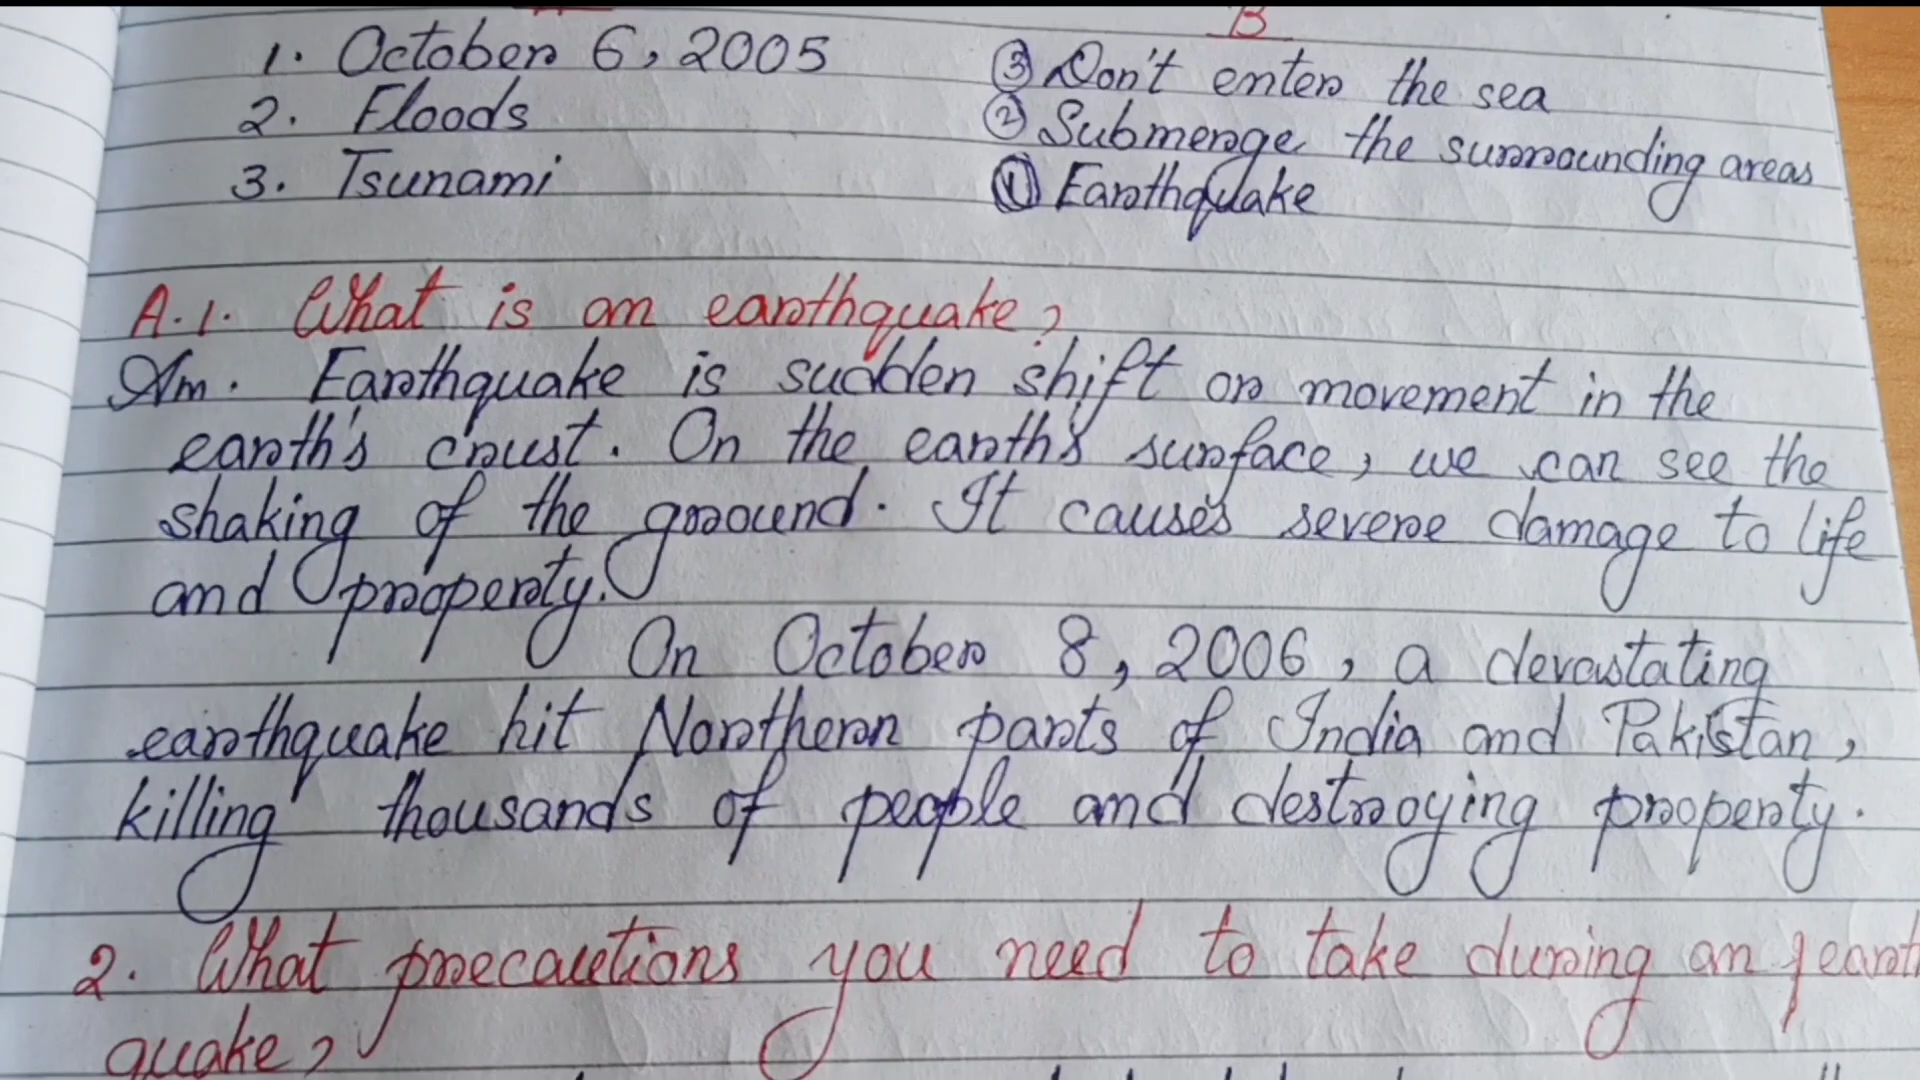 B
1. October 6, 2005 ③ Don't enter the sea
2. Floods ② Submerge the surrounding areas
3. Tsunami ① Earthquake
A.1. What is an earthquake?
Ans. Earthquake is sudden shift or movement in the
earth's crust. On the earth's surface, we can see the
shaking of the ground. It causes severe damage to life
and property.
On October 8, 2006, a devastating
earthquake hit Northern parts of India and Pakistan,
killing thousands of people and destroying property.
2. What precautions you need to take during an earth
quake?